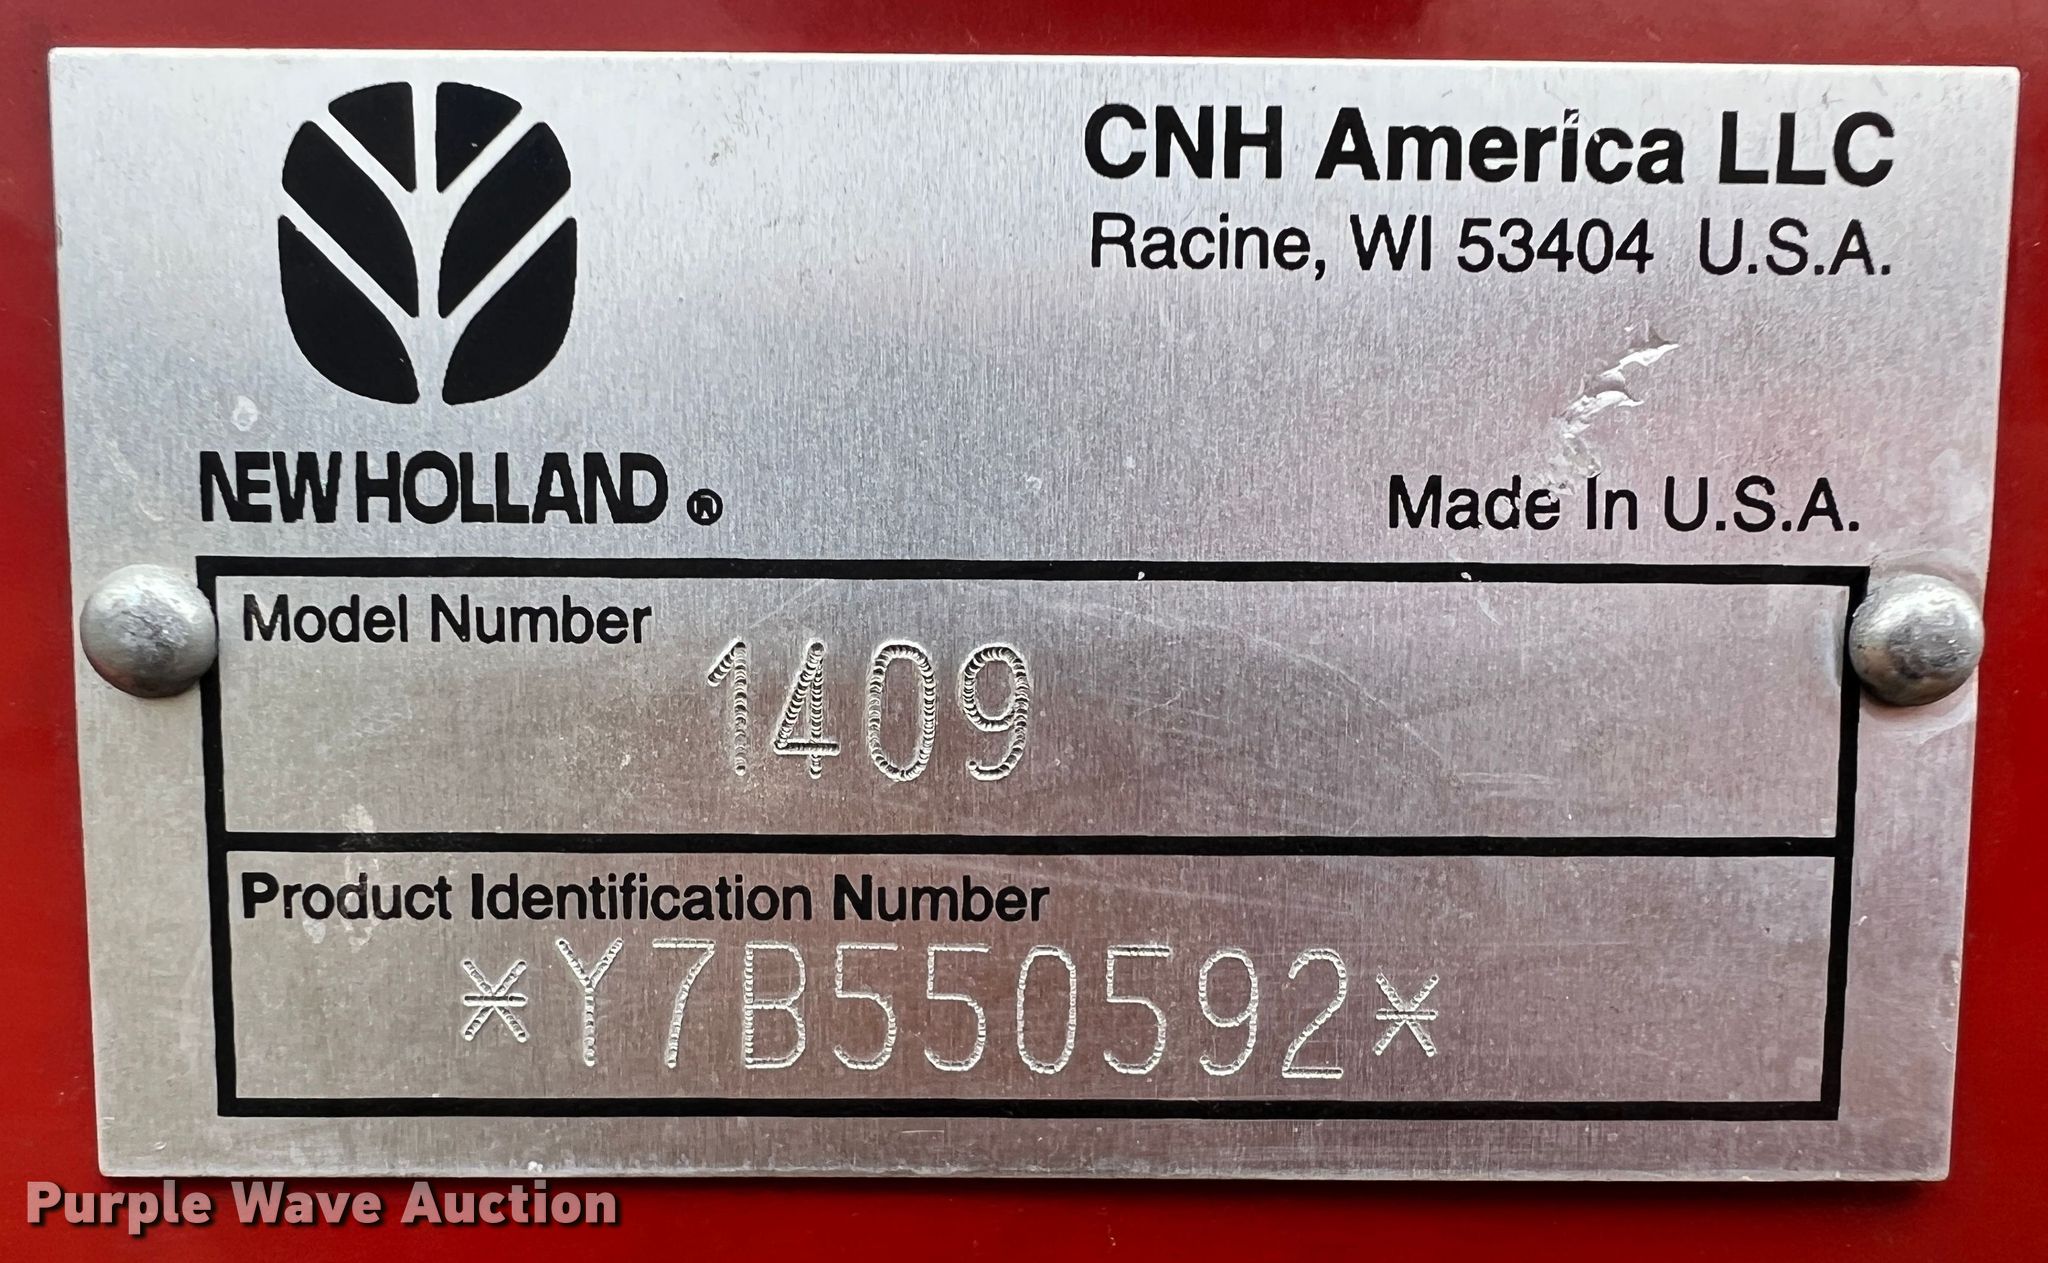 CNH America LLC
Racine, WI 53404 U.S.A.
NEW HOLLAND ®
Made In U.S.A.
Model Number
1409
Product Identification Number
*Y7B550592*
Purple Wave Auction